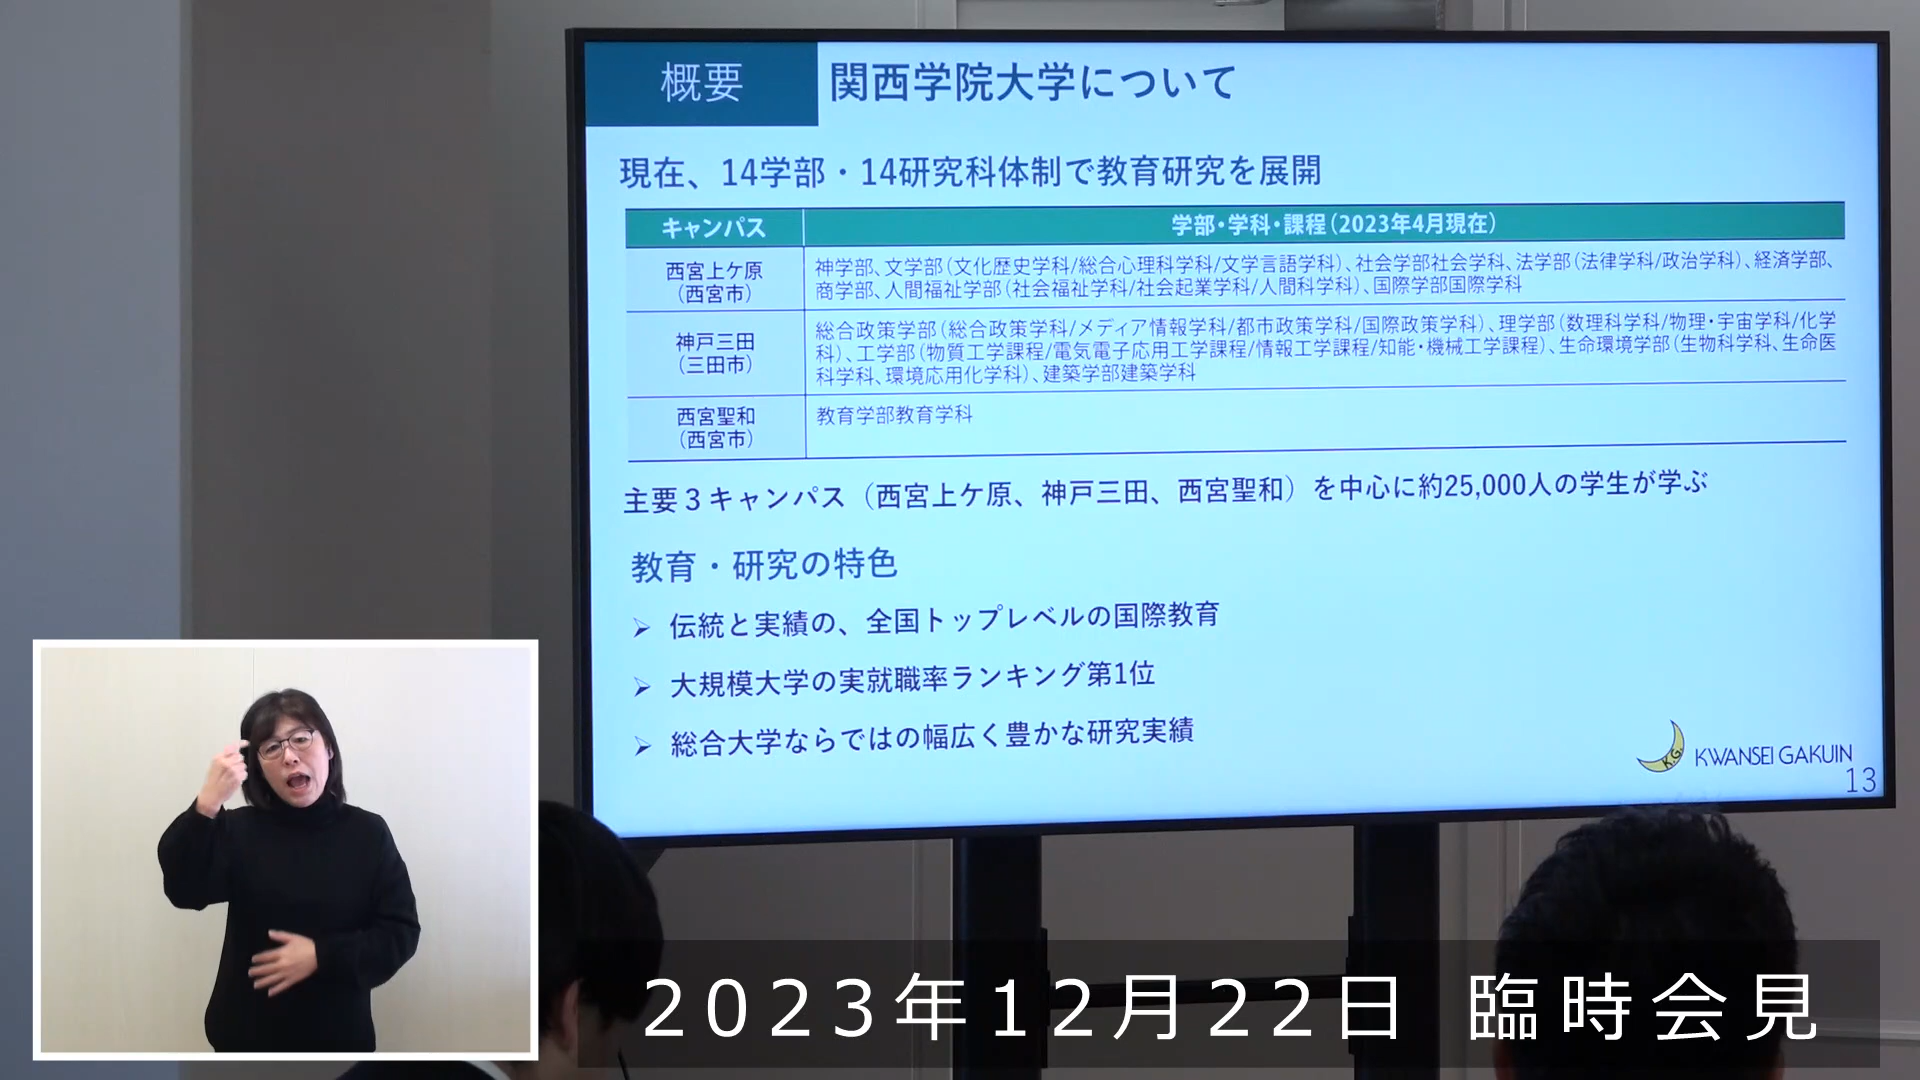 概要 関西学院大学について
現在、14学部・14研究科体制で教育研究を展開
キャンパス 学部・学科・課程（2023年4月現在）
西宮上ケ原
（西宮市）
神学部、文学部（文化歴史学科/総合心理科学科/文学言語学科）、社会学部社会学科、法学部（法律学科/政治学科）、経済学部、
商学部、人間福祉学部（社会福祉学科/社会起業学科/人間科学科）、国際学部国際学科
神戸三田
（三田市）
総合政策学部（総合政策学科/メディア情報学科/都市政策学科/国際政策学科）、理学部（数理科学科/物理・宇宙学科/化学
科）、工学部（物質工学課程/電気電子応用工学課程/情報工学課程/知能・機械工学課程）、生命環境学部（生物科学科、生命医
科学科、環境応用化学科）、建築学部建築学科
西宮聖和
（西宮市）
教育学部教育学科
主要３キャンパス（西宮上ケ原、神戸三田、西宮聖和）を中心に約25,000人の学生が学ぶ
教育・研究の特色
➢ 伝統と実績の、全国トップレベルの国際教育
➢ 大規模大学の実就職率ランキング第1位
➢ 総合大学ならではの幅広く豊かな研究実績
K.G. KWANSEI GAKUIN
13
２０２３年１２月２２日 臨時会見